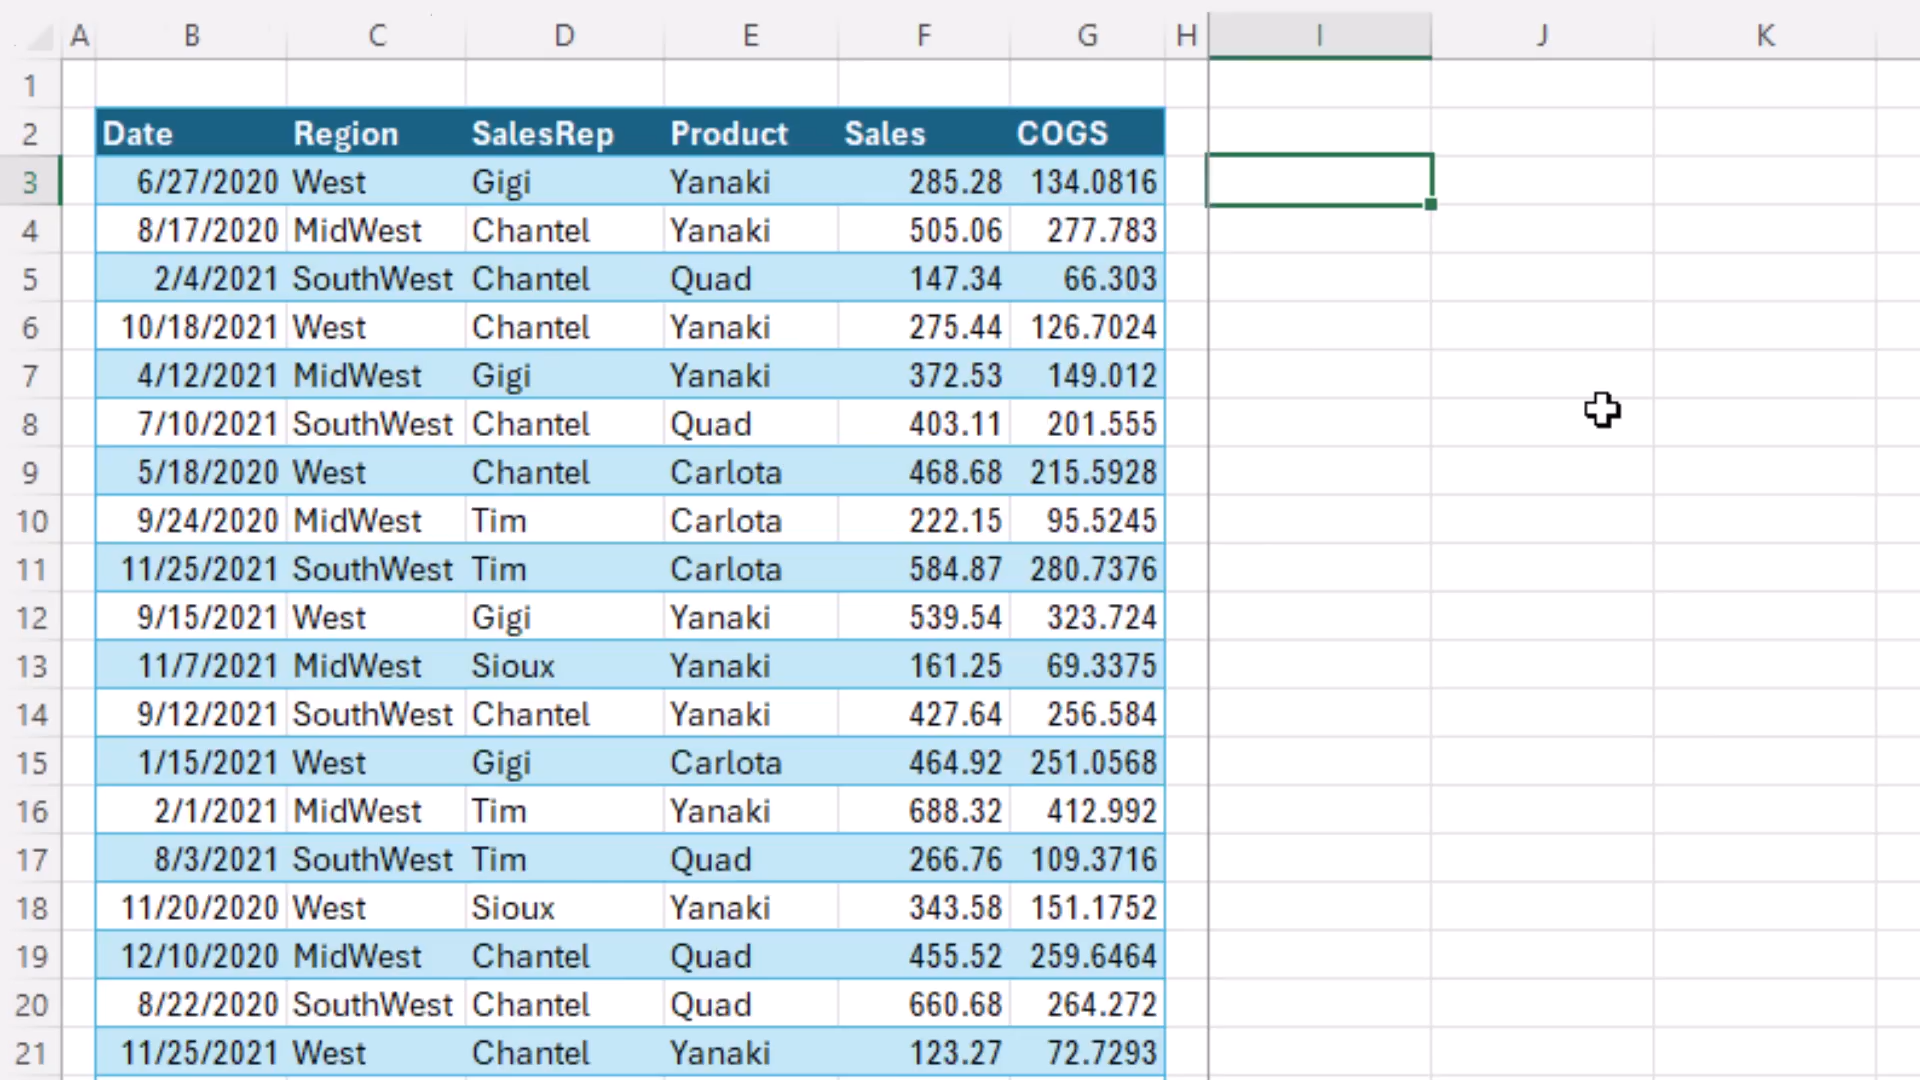 A B C D E F G H I J K
1
2 Date Region SalesRep Product Sales COGS
3 6/27/2020 West Gigi Yanaki 285.28 134.0816
4 8/17/2020 MidWest Chantel Yanaki 505.06 277.783
5 2/4/2021 SouthWest Chantel Quad 147.34 66.303
6 10/18/2021 West Chantel Yanaki 275.44 126.7024
7 4/12/2021 MidWest Gigi Yanaki 372.53 149.012
8 7/10/2021 SouthWest Chantel Quad 403.11 201.555
9 5/18/2020 West Chantel Carlota 468.68 215.5928
10 9/24/2020 MidWest Tim Carlota 222.15 95.5245
11 11/25/2021 SouthWest Tim Carlota 584.87 280.7376
12 9/15/2021 West Gigi Yanaki 539.54 323.724
13 11/7/2021 MidWest Sioux Yanaki 161.25 69.3375
14 9/12/2021 SouthWest Chantel Yanaki 427.64 256.584
15 1/15/2021 West Gigi Carlota 464.92 251.0568
16 2/1/2021 MidWest Tim Yanaki 688.32 412.992
17 8/3/2021 SouthWest Tim Quad 266.76 109.3716
18 11/20/2020 West Sioux Yanaki 343.58 151.1752
19 12/10/2020 MidWest Chantel Quad 455.52 259.6464
20 8/22/2020 SouthWest Chantel Quad 660.68 264.272
21 11/25/2021 West Chantel Yanaki 123.27 72.7293